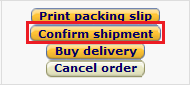 Print packing slip
Confirm shipment
Buy delivery
Cancel order